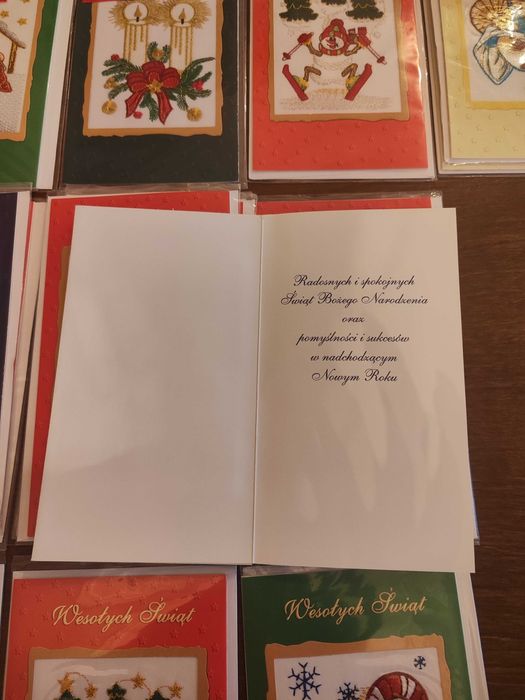 Radosnych i spokojnych
Świąt Bożego Narodzenia
oraz
pomyślności i sukcesów
w nadchodzącym
Nowym Roku
Wesołych Świąt
Wesołych Świąt